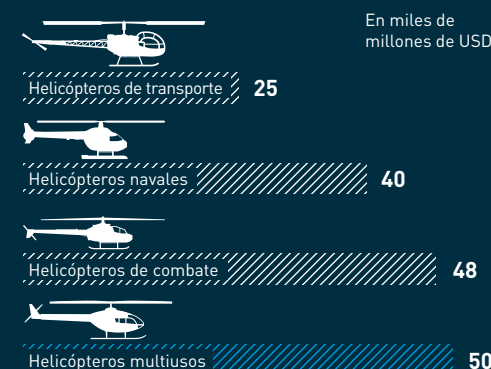 En miles de
millones de USD
Helicópteros de transporte 25
Helicópteros navales 40
Helicópteros de combate 48
Helicópteros multiusos 50